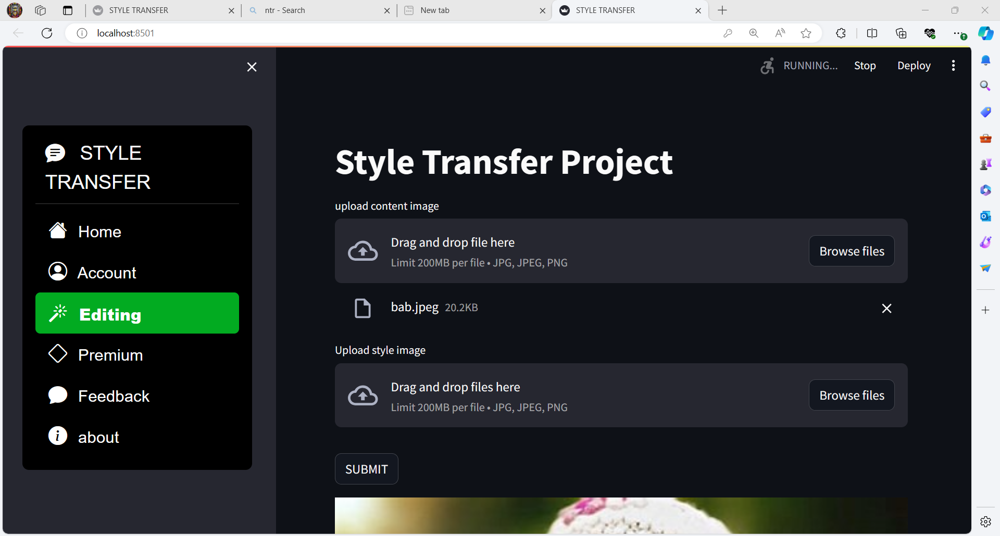 STYLE TRANSFER
ntr - Search
New tab
STYLE TRANSFER
localhost:8501
RUNNING...
Stop
Deploy
STYLE
TRANSFER
Home
Account
Editing
Premium
Feedback
about
Style Transfer Project
upload content image
Drag and drop file here
Limit 200MB per file • JPG, JPEG, PNG
Browse files
bab.jpeg 20.2KB
Upload style image
Drag and drop files here
Limit 200MB per file • JPG, JPEG, PNG
Browse files
SUBMIT